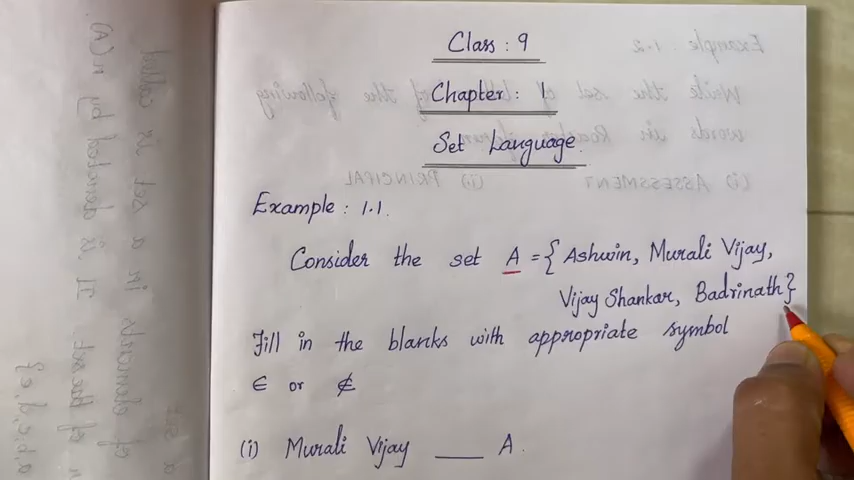 Class : 9
Chapter : 1
Set Language
Example : 1.1.
Consider the set A = { Ashwin, Murali Vijay,
Vijay Shankar, Badrinath }
Fill in the blanks with appropriate symbol
∈ or ∉
(i) Murali Vijay ___ A.